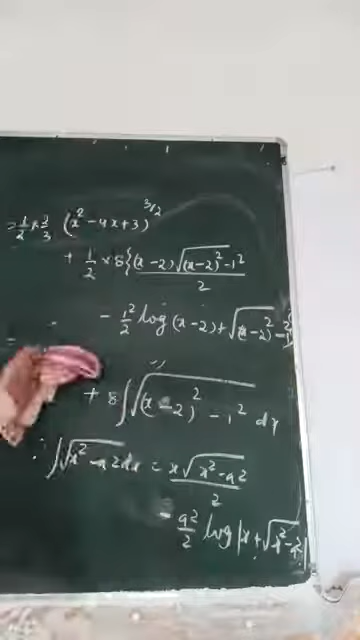 = 1/2 × 2/3 (x² - 4x + 3)^3/2
+ 1/2 × 8 { (x-2) √((x-2)² - 1²) / 2
- 1²/2 log (x-2) + √((x-2)² - 1²)
=
+ 8 ∫ √((x-2)² - 1²) dx
∴ ∫ √(x² - a²) dx = x √(x² - a²) / 2
- a²/2 log |x + √(x² - a²)|